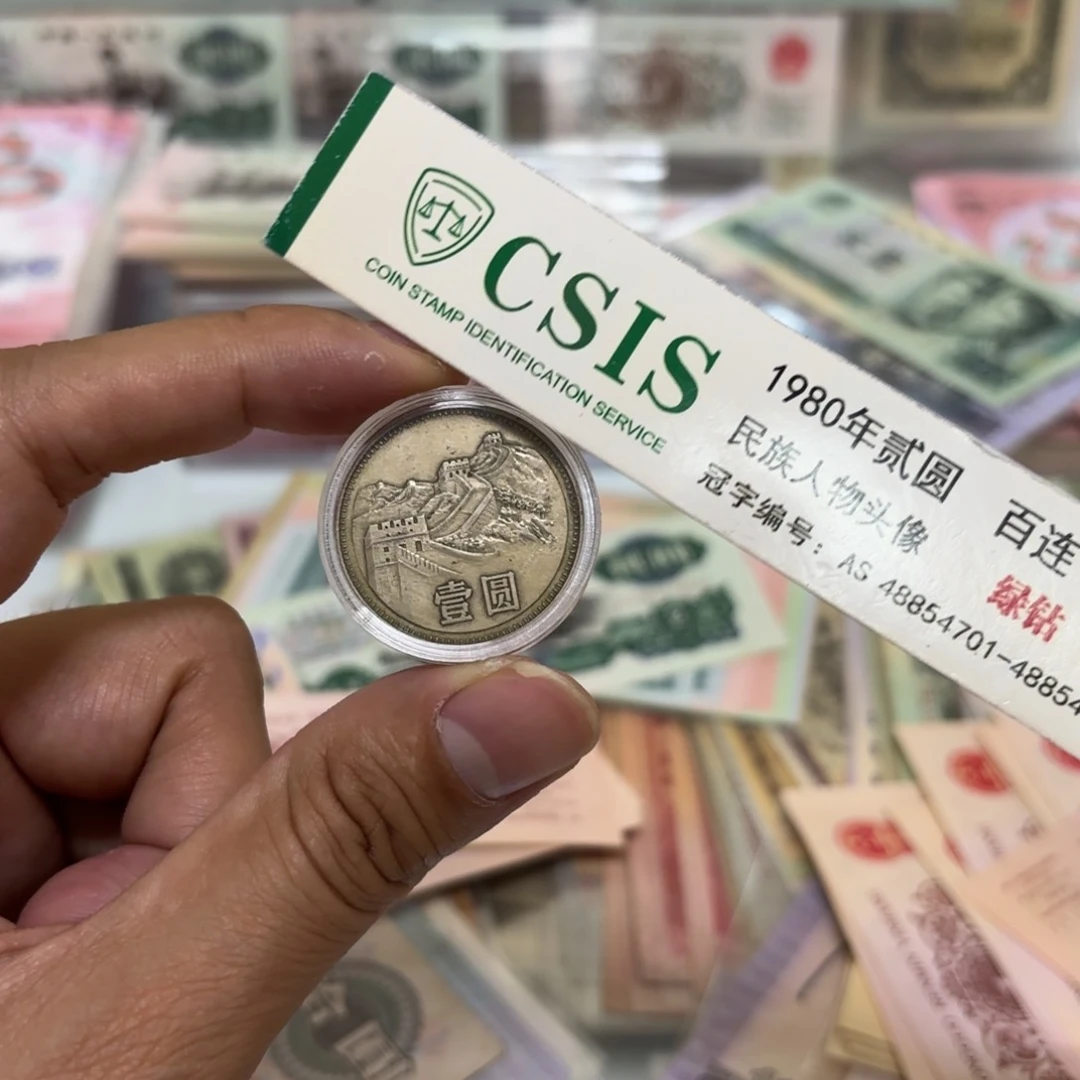 CSIS
COIN STAMP IDENTIFICATION SERVICE
1980年贰圆 百连
民族人物头像 绿钻
冠字编号: AS 48854701-48854
壹圆